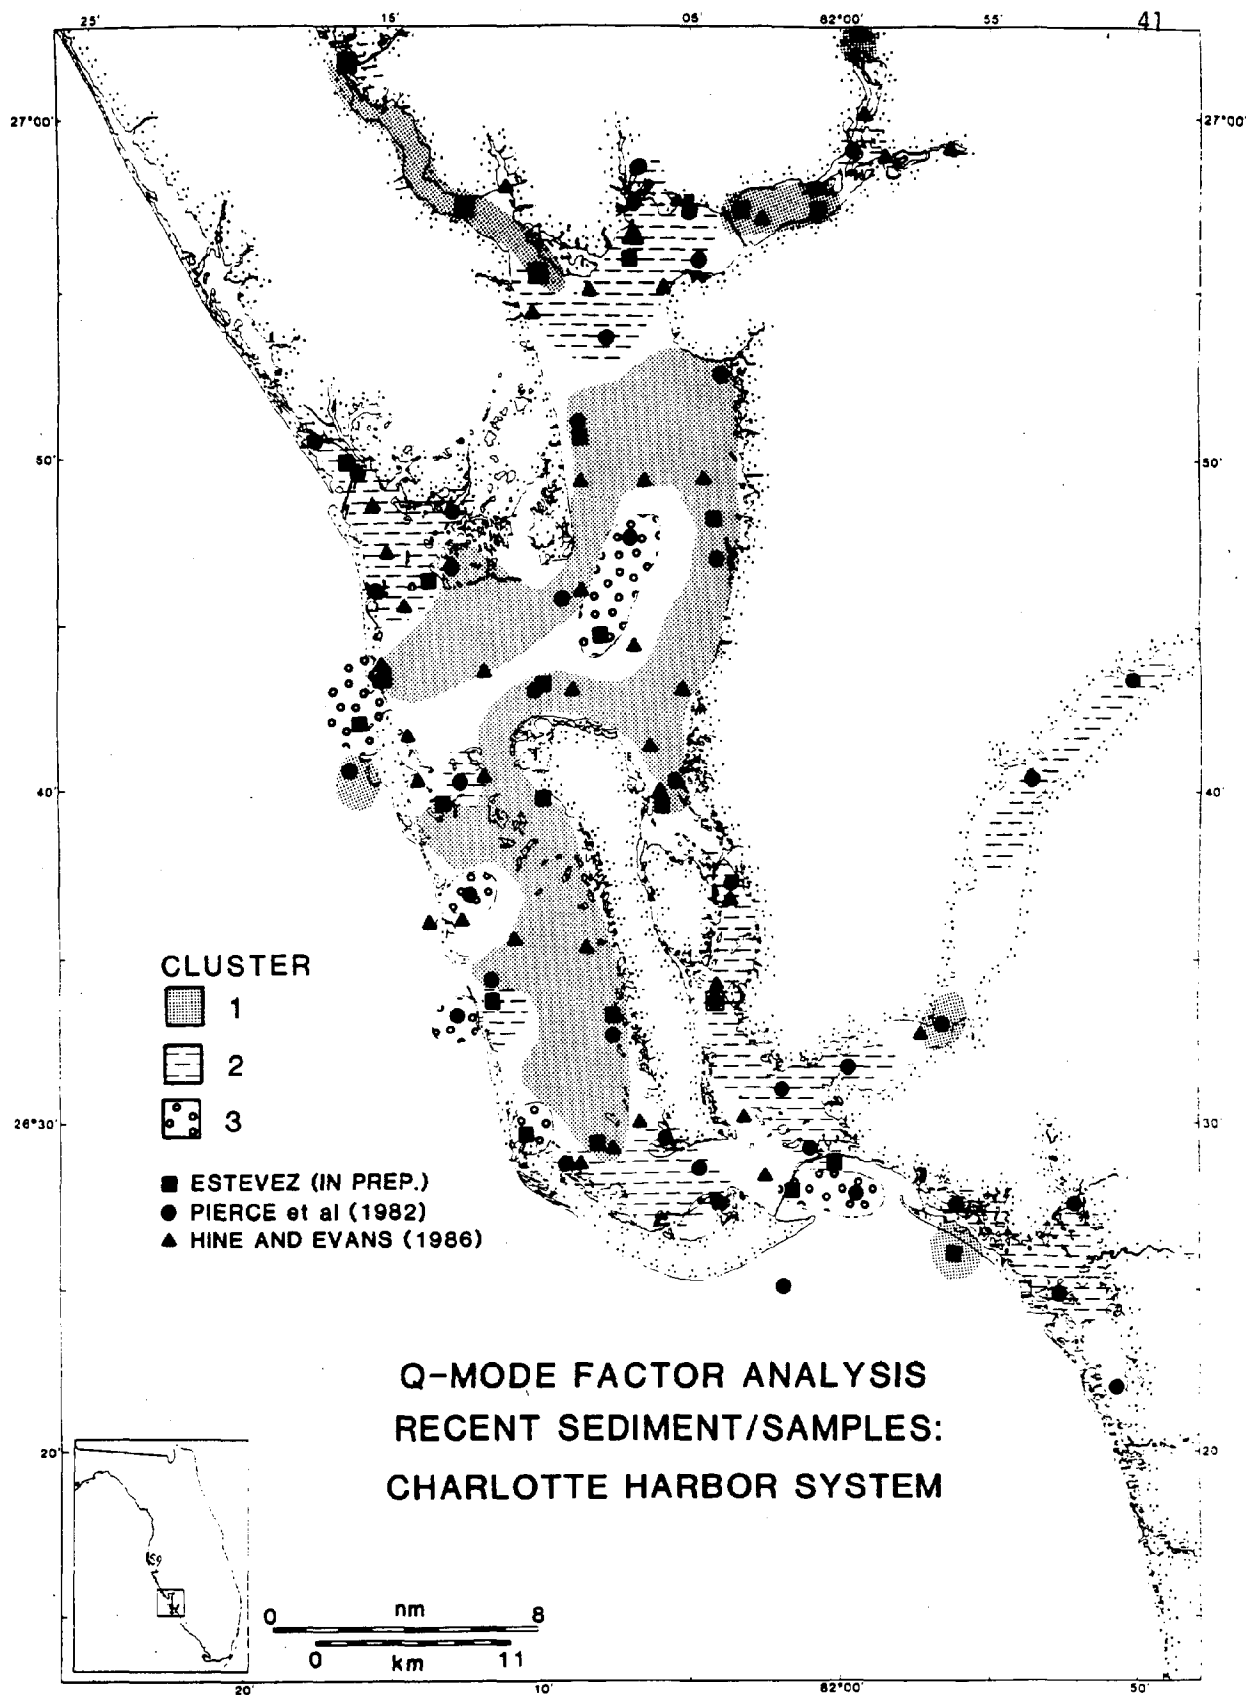 25' 15' 05' 82°00' 55' 41
27°00' 27°00'
50' 50'
40' 40'
CLUSTER
1
2
3
26°30' 30'
■ ESTEVEZ (IN PREP.)
● PIERCE et al (1982)
▲ HINE AND EVANS (1986)
Q-MODE FACTOR ANALYSIS
RECENT SEDIMENT/SAMPLES:
CHARLOTTE HARBOR SYSTEM
20' 20
0 nm 8
0 km 11
20' 10' 82°00' 50'